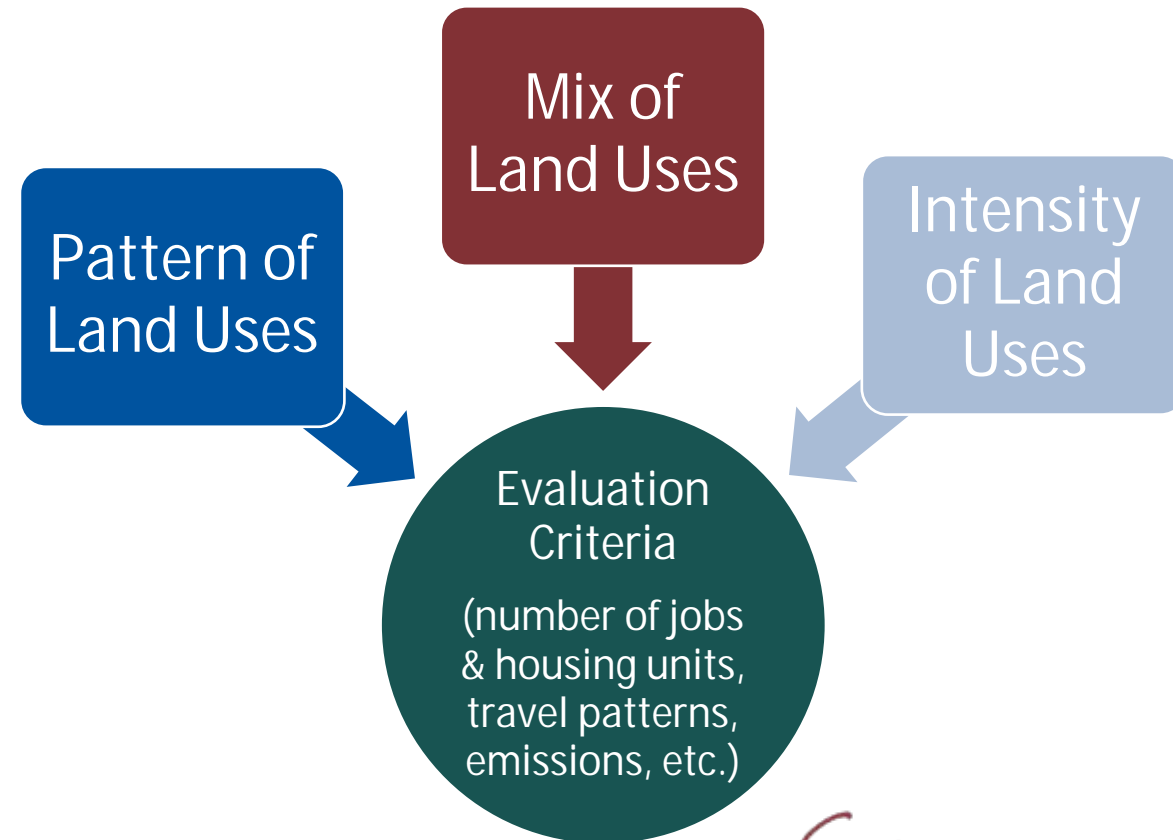 Mix of
Land Uses
Pattern of
Land Uses
Intensity
of Land
Uses
Evaluation
Criteria
(number of jobs
& housing units,
travel patterns,
emissions, etc.)